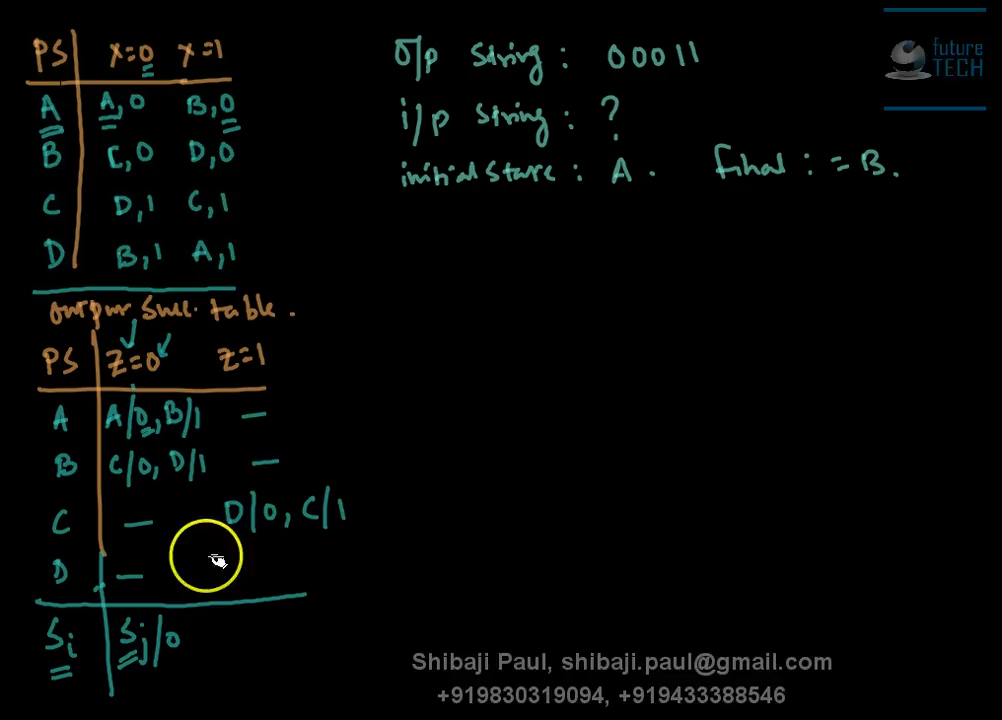 PS X=0 X=1
A A,0 B,0
B C,0 D,0
C D,1 C,1
D B,1 A,1
output succ. table.
PS Z=0 Z=1
A A/0, B/1 —
B C/0, D/1 —
C — D/0, C/1
D —
Si Sj/0
O/p string : 00011
i/p string : ?
initial state : A. final : = B.
future
TECH
Shibaji Paul, shibaji.paul@gmail.com
+919830319094, +919433388546